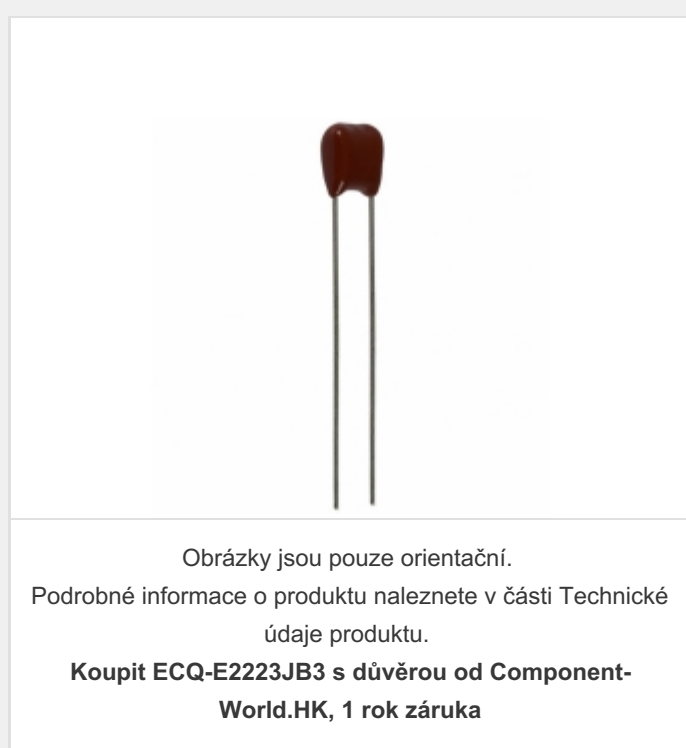 Obrázky jsou pouze orientační.
Podrobné informace o produktu naleznete v části Technické
údaje produktu.
Koupit ECQ-E2223JB3 s důvěrou od Component-
World.HK, 1 rok záruka